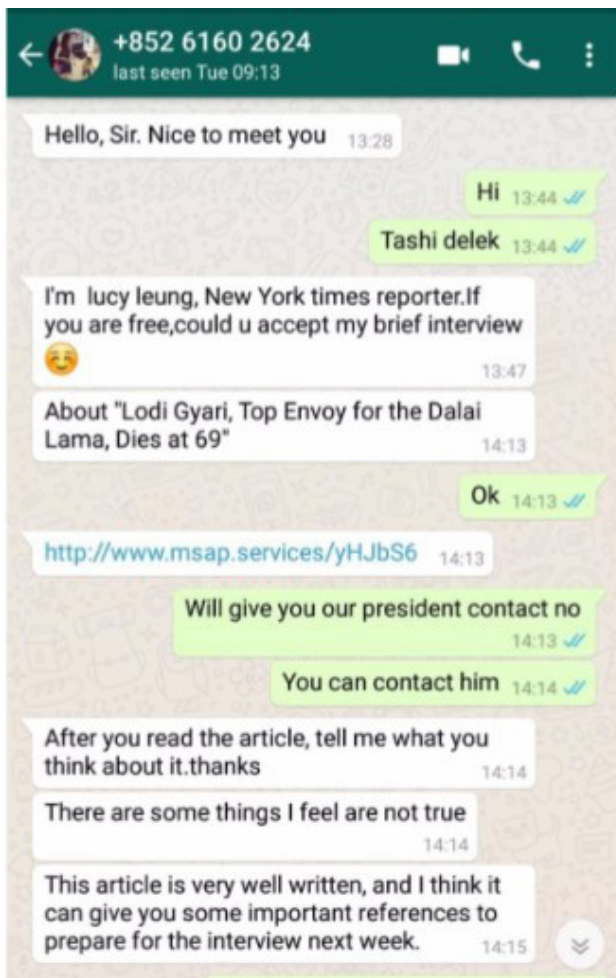 +852 6160 2624
last seen Tue 09:13
Hello, Sir. Nice to meet you 13:28
Hi 13:44
Tashi delek 13:44
I'm lucy leung, New York times reporter.If
you are free,could u accept my brief interview
☺️
13:47
About "Lodi Gyari, Top Envoy for the Dalai
Lama, Dies at 69"
14:13
Ok 14:13
http://www.msap.services/yHJbS6 14:13
Will give you our president contact no
14:13
You can contact him 14:14
After you read the article, tell me what you
think about it.thanks
14:14
There are some things I feel are not true
14:14
This article is very well written, and I think it
can give you some important references to
prepare for the interview next week. 14:15